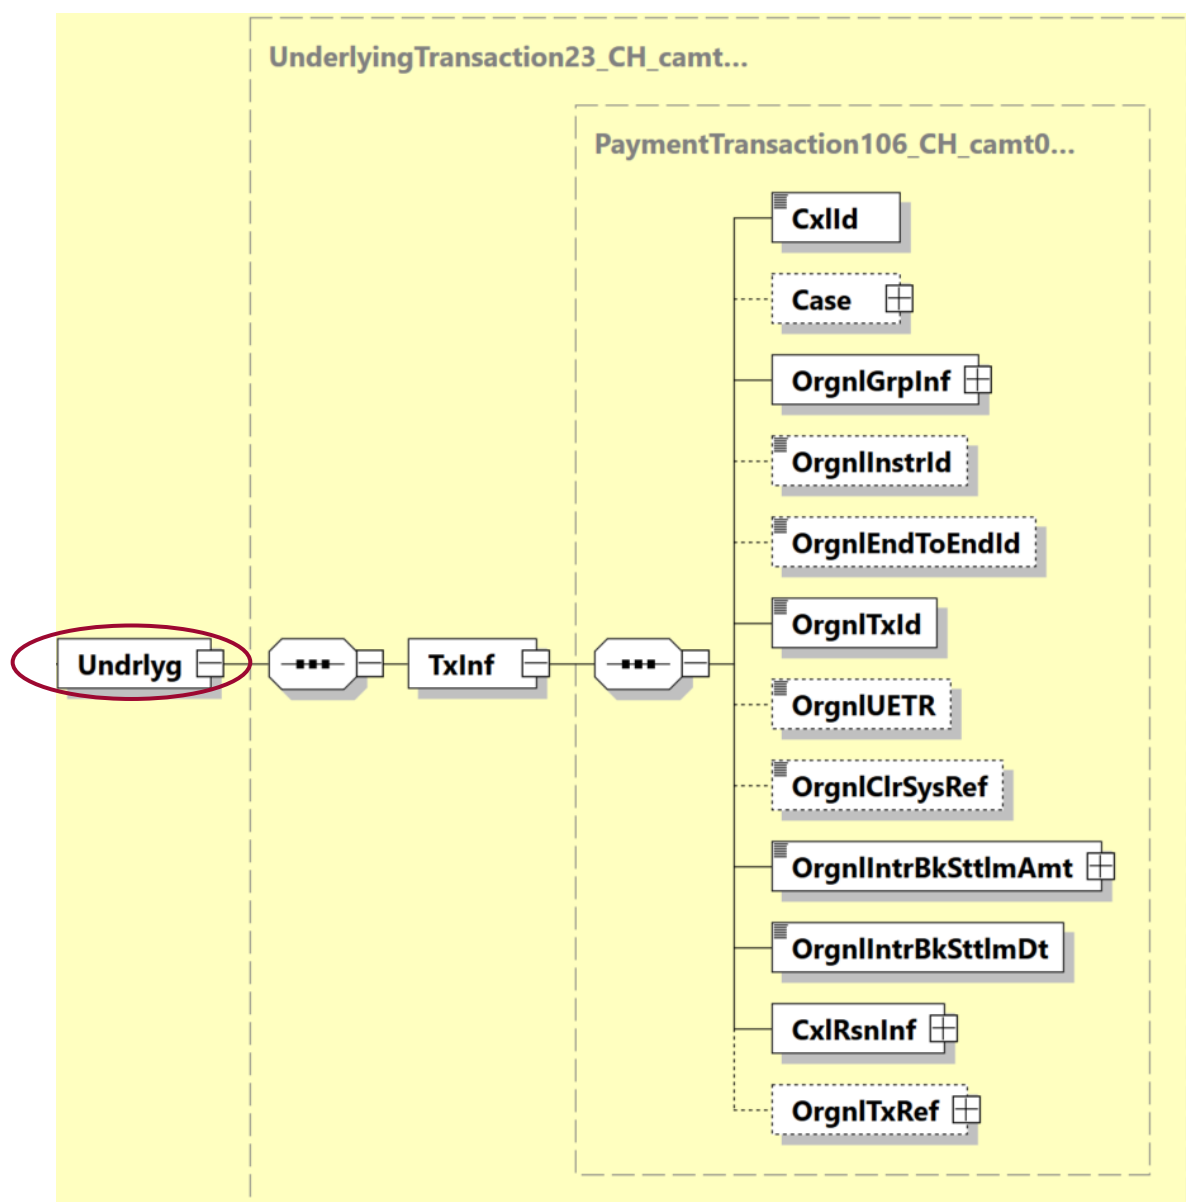 UnderlyingTransaction23_CH_camt...
PaymentTransaction106_CH_camt0...
CxlId
Case
OrgnlGrpInf
OrgnlInstrId
OrgnlEndToEndId
OrgnlTxId
Undrlyg
TxInf
OrgnlUETR
OrgnlClrSysRef
OrgnlIntrBkSttlmAmt
OrgnlIntrBkSttlmDt
CxlRsnInf
OrgnlTxRef